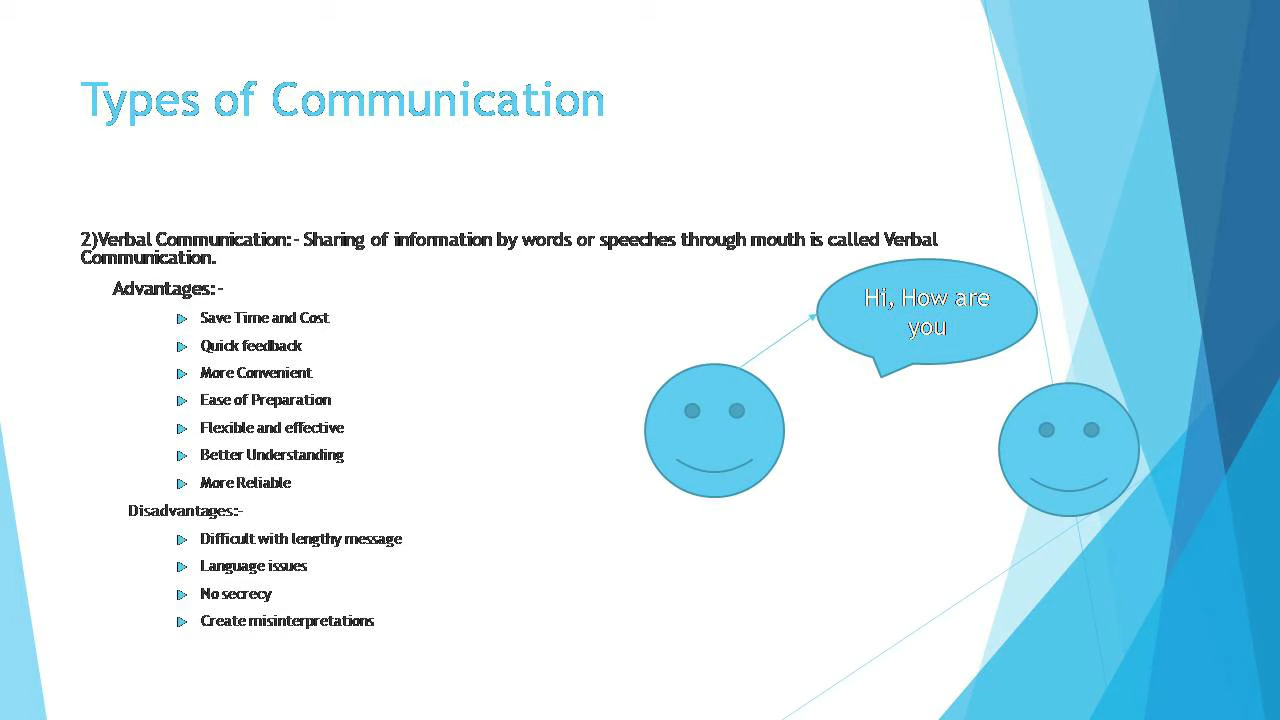 Types of Communication
2)Verbal Communication:- Sharing of information by words or speeches through mouth is called Verbal
Communication.
Advantages:-
Save Time and Cost
Quick feedback
More Convenient
Ease of Preparation
Flexible and effective
Better Understanding
More Reliable
Disadvantages:-
Difficult with lengthy message
Language issues
No secrecy
Create misinterpretations
Hi, How are
you